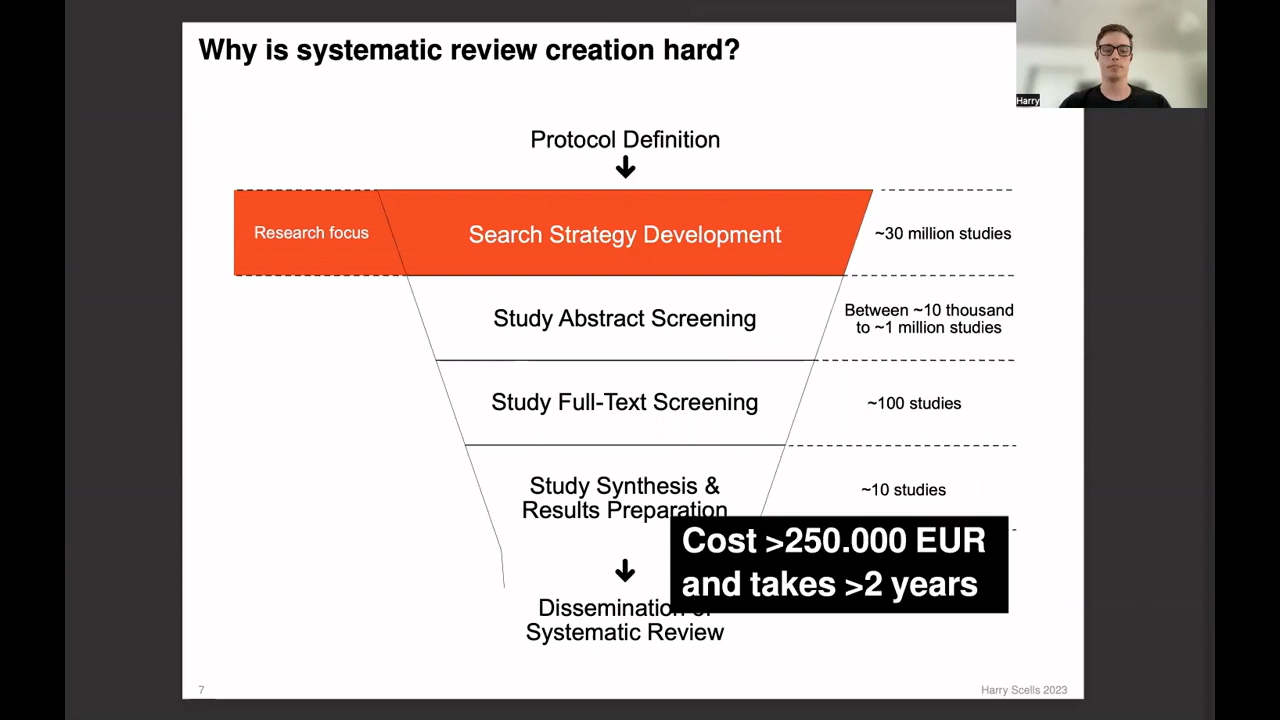 Why is systematic review creation hard?
Harry
Protocol Definition
Research focus
Search Strategy Development
~30 million studies
Study Abstract Screening
Between ~10 thousand
to ~1 million studies
Study Full-Text Screening
~100 studies
Study Synthesis &
Results Preparation
~10 studies
Cost >250.000 EUR
and takes >2 years
Dissemination of
Systematic Review
7
Harry Scells 2023